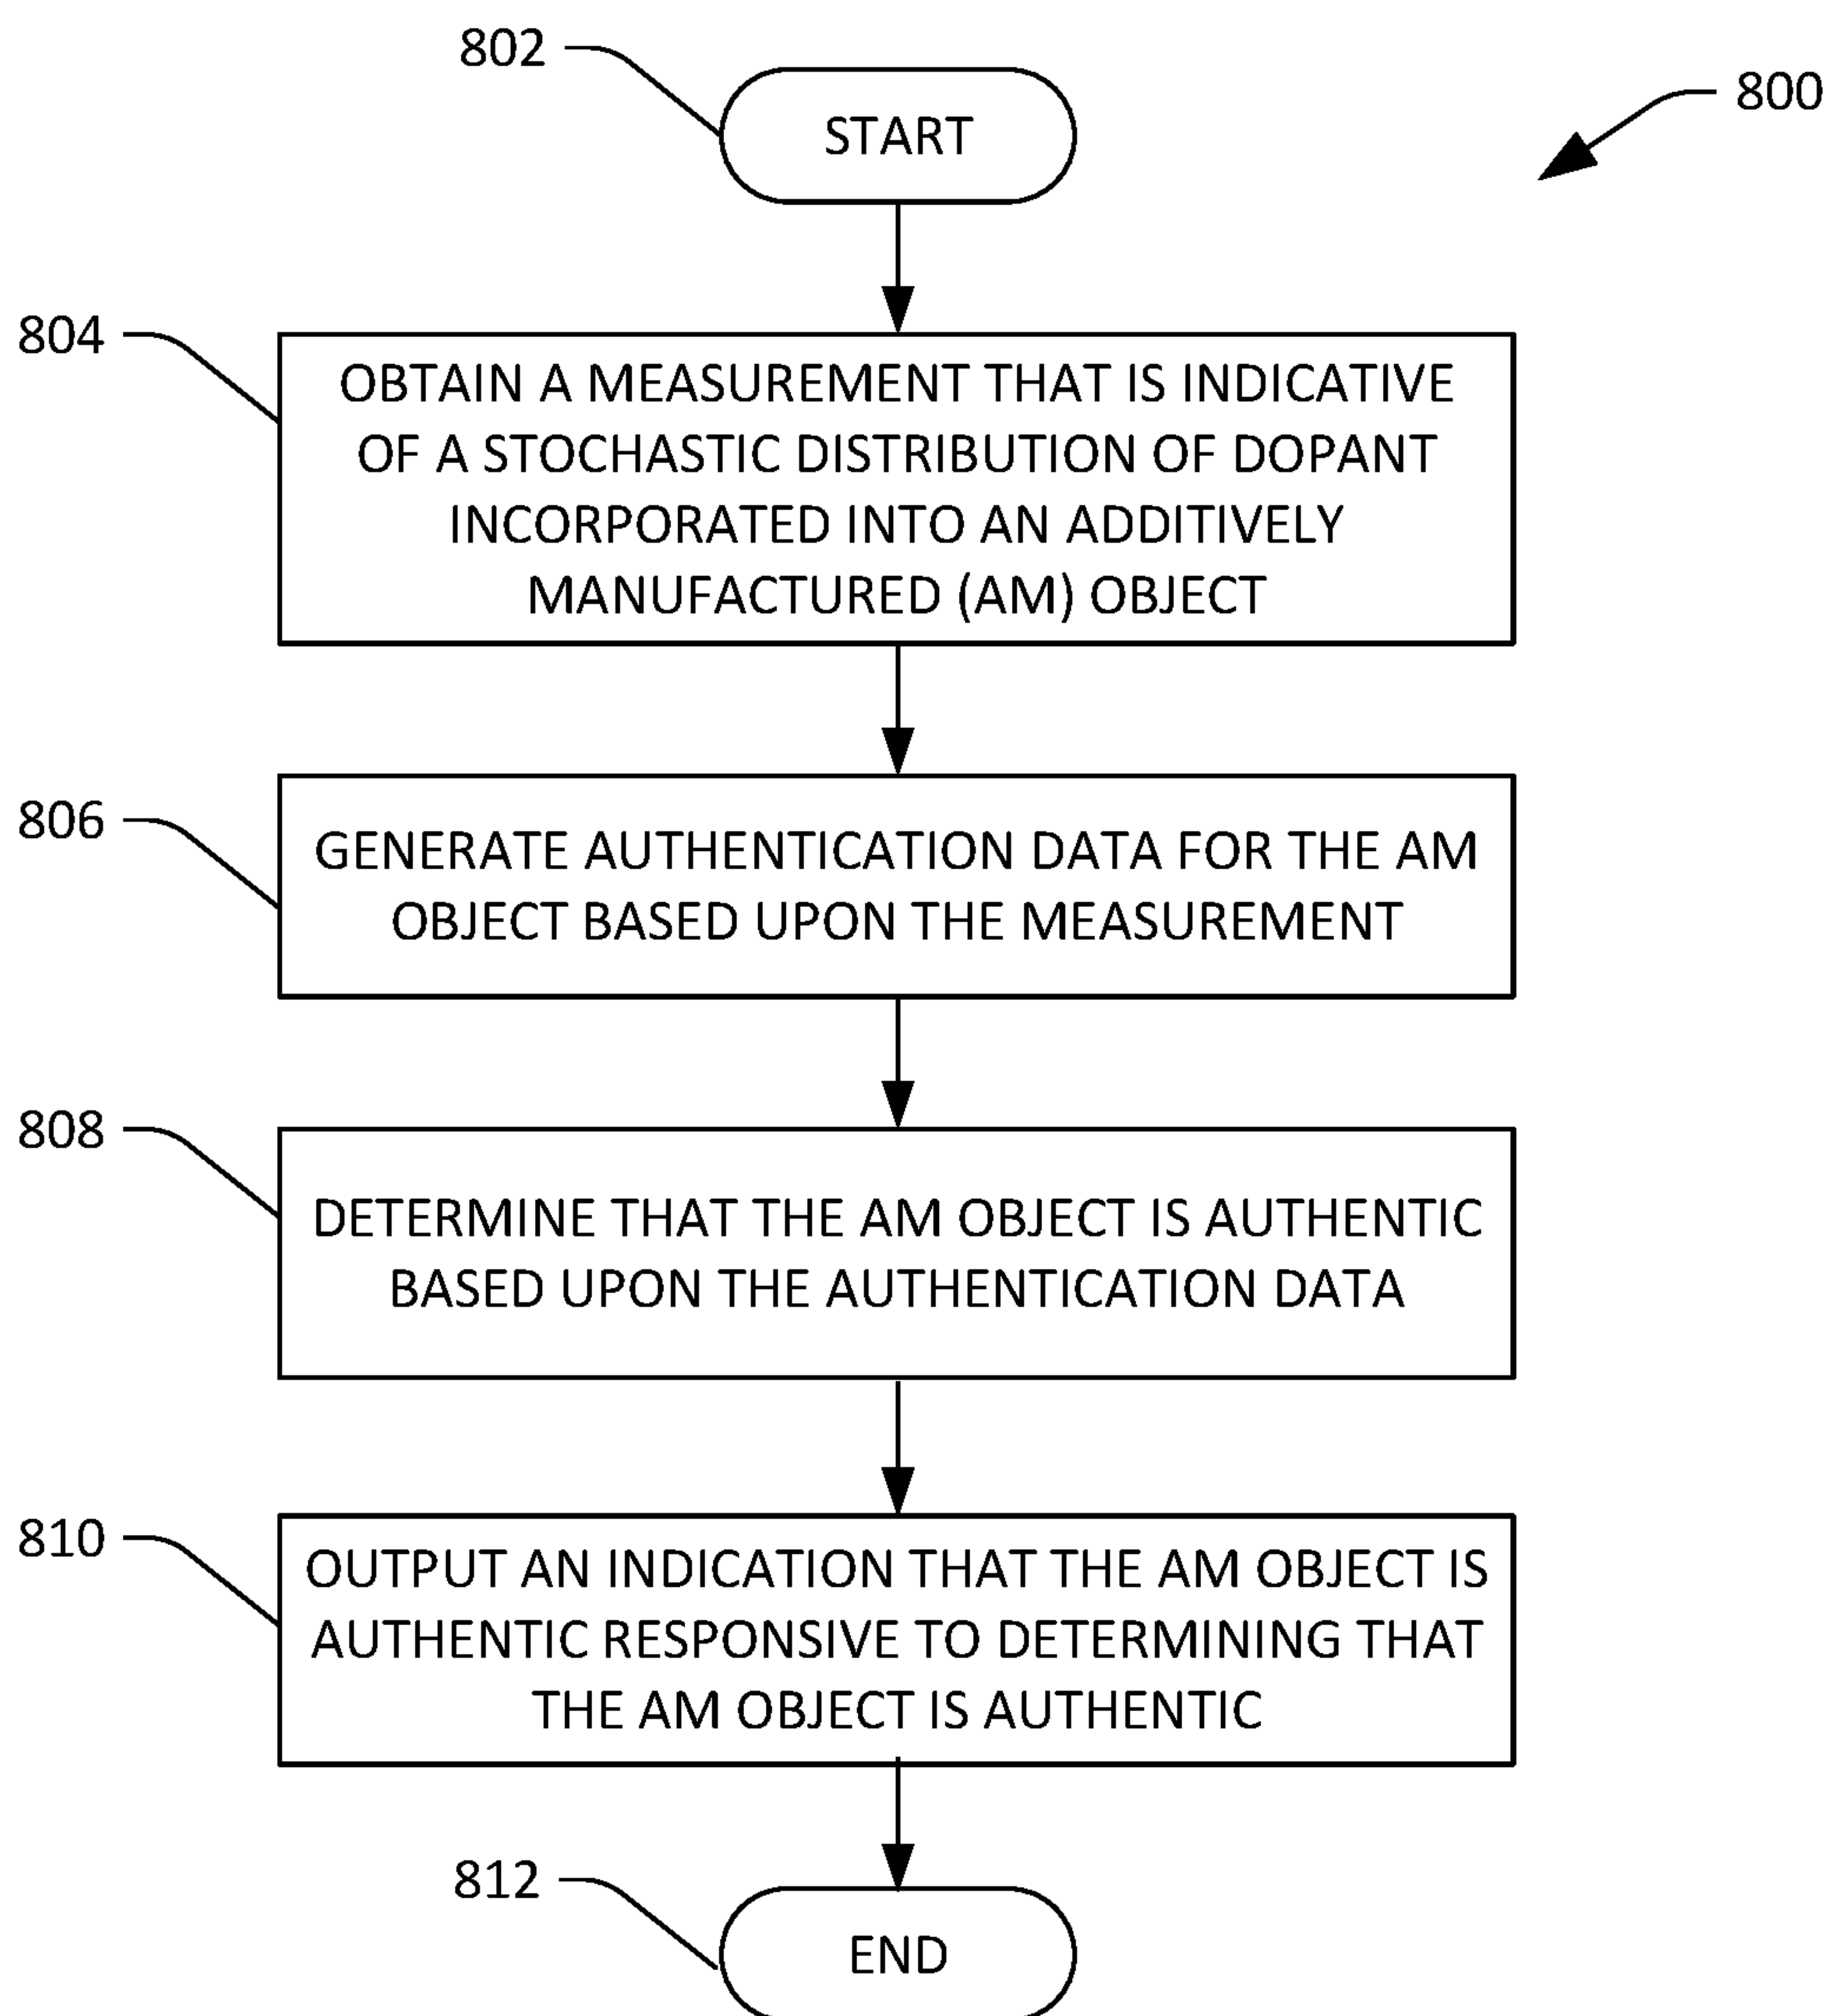 802
START
800
804
OBTAIN A MEASUREMENT THAT IS INDICATIVE
OF A STOCHASTIC DISTRIBUTION OF DOPANT
INCORPORATED INTO AN ADDITIVELY
MANUFACTURED (AM) OBJECT
806
GENERATE AUTHENTICATION DATA FOR THE AM
OBJECT BASED UPON THE MEASUREMENT
808
DETERMINE THAT THE AM OBJECT IS AUTHENTIC
BASED UPON THE AUTHENTICATION DATA
810
OUTPUT AN INDICATION THAT THE AM OBJECT IS
AUTHENTIC RESPONSIVE TO DETERMINING THAT
THE AM OBJECT IS AUTHENTIC
812
END